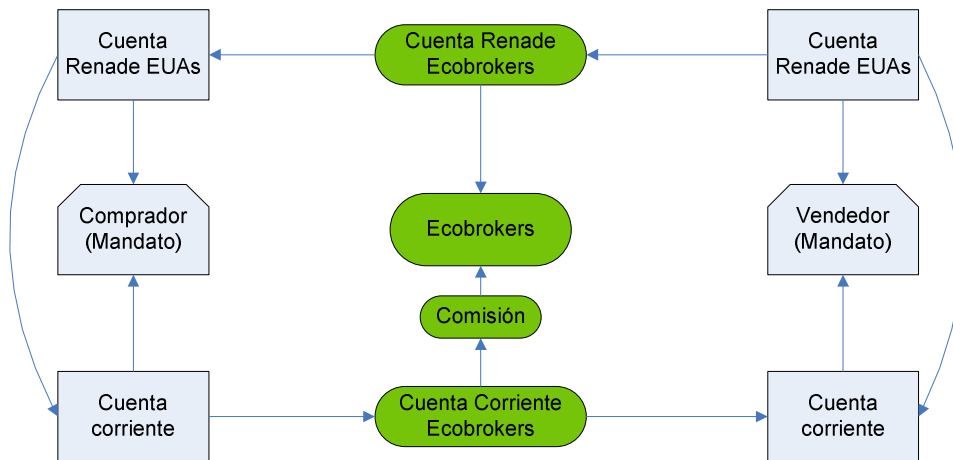 Cuenta
Renade EUAs
Cuenta Renade
Ecobrokers
Cuenta
Renade EUAs
Comprador
(Mandato)
Ecobrokers
Vendedor
(Mandato)
Comisión
Cuenta
corriente
Cuenta Corriente
Ecobrokers
Cuenta
corriente